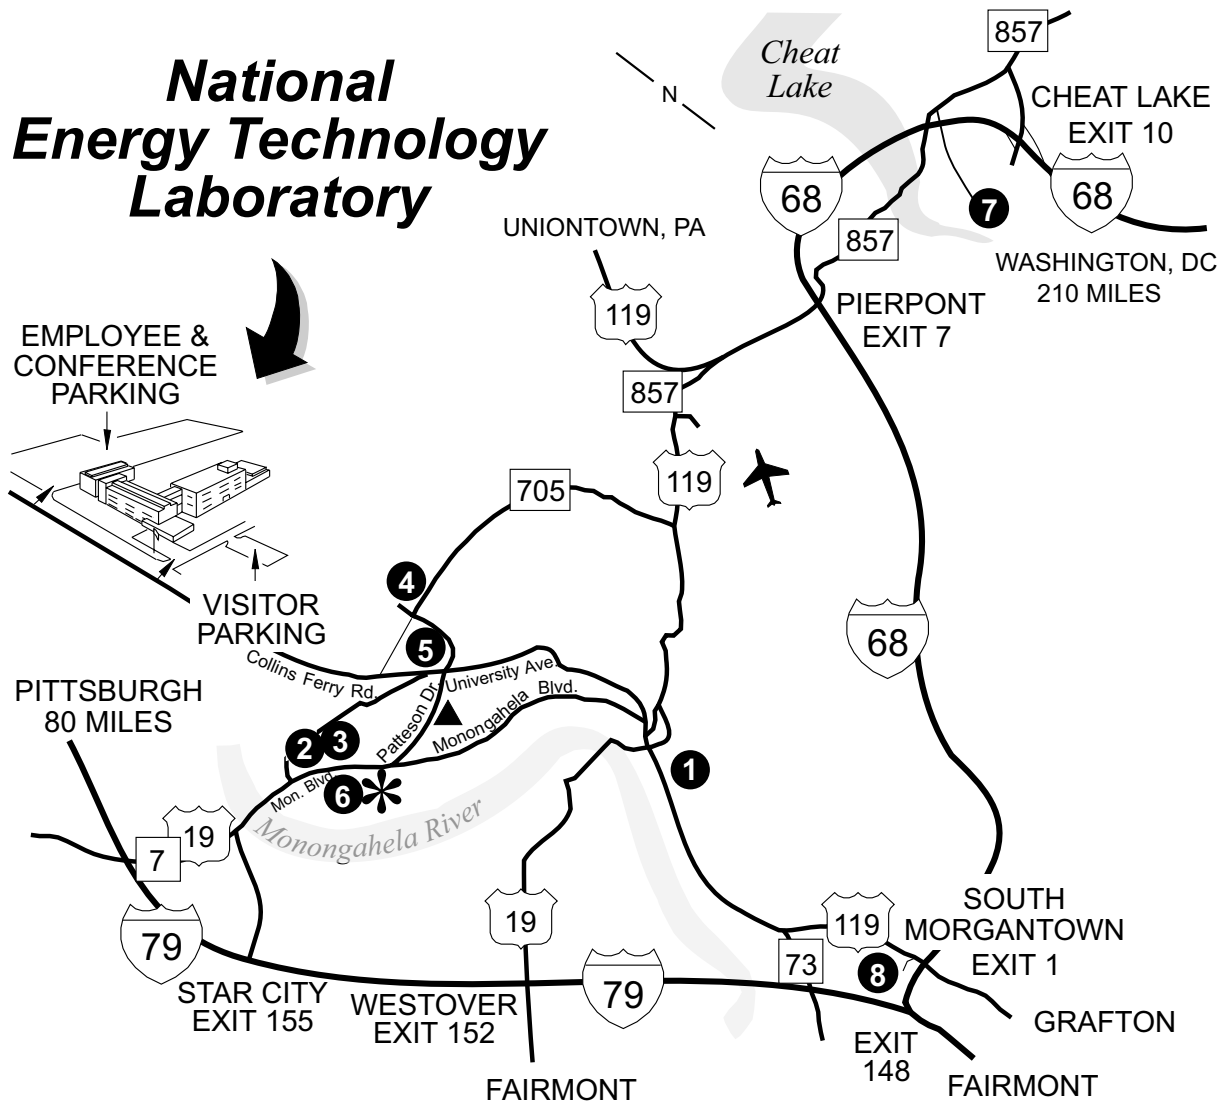 National
Energy Technology
Laboratory
N
Cheat
Lake
857
CHEAT LAKE
EXIT 10
68
68
7
857
UNIONTOWN, PA
WASHINGTON, DC
210 MILES
119
PIERPONT
EXIT 7
EMPLOYEE &
CONFERENCE
PARKING
857
119
705
4
VISITOR
PARKING
5
68
Collins Ferry Rd.
University Ave.
PITTSBURGH
80 MILES
Patteson Dr.
Monongahela Blvd.
2
3
1
Mon. Blvd.
6
Monongahela River
19
7
79
19
SOUTH
MORGANTOWN
EXIT 1
119
73
8
79
STAR CITY
EXIT 155
WESTOVER
EXIT 152
GRAFTON
EXIT
148
FAIRMONT
FAIRMONT